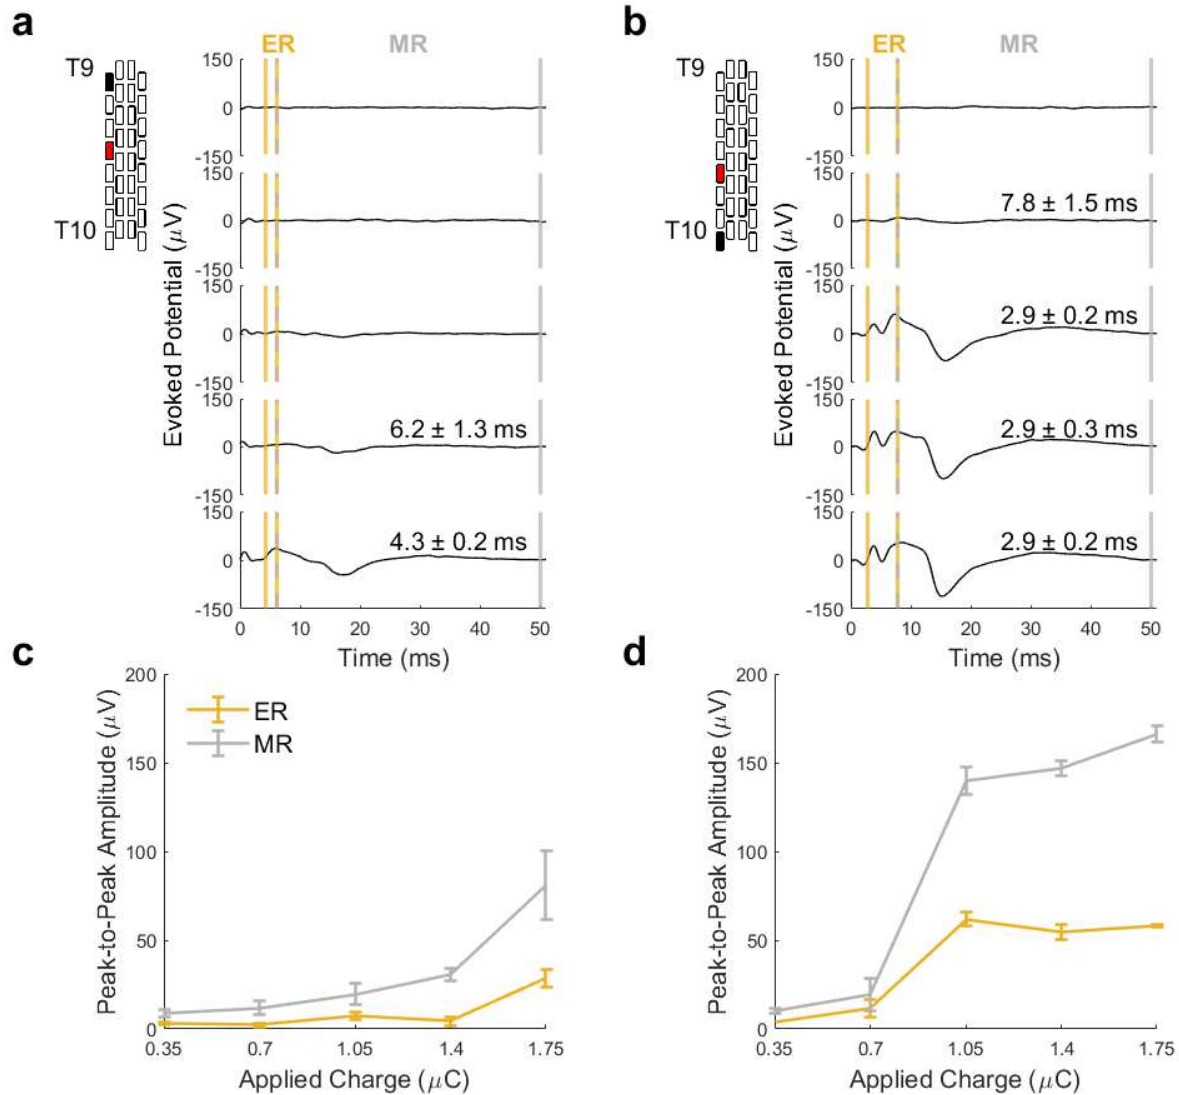 a
ER MR
T9
T10
Evoked Potential (μV)
150
0
-150
150
0
-150
150
0
-150
150
0
-150
150
0
-150
6.2 ± 1.3 ms
4.3 ± 0.2 ms
0 10 20 30 40 50
Time (ms)
b
ER MR
T9
T10
Evoked Potential (μV)
150
0
-150
150
0
-150
150
0
-150
150
0
-150
150
0
-150
7.8 ± 1.5 ms
2.9 ± 0.2 ms
2.9 ± 0.3 ms
2.9 ± 0.2 ms
0 10 20 30 40 50
Time (ms)
c
Peak-to-Peak Amplitude (μV)
200
150
100
50
0
ER
MR
0.35 0.7 1.05 1.4 1.75
Applied Charge (μC)
d
Peak-to-Peak Amplitude (μV)
200
150
100
50
0
0.35 0.7 1.05 1.4 1.75
Applied Charge (μC)